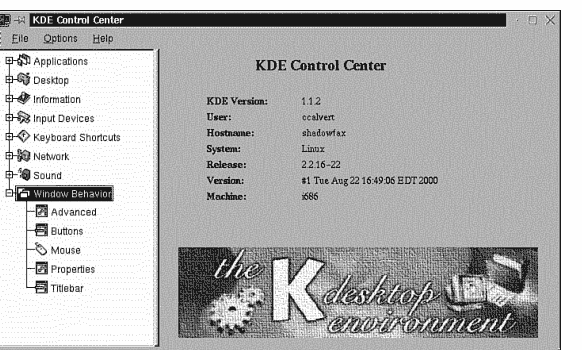 KDE Control Center
File Options Help
Applications
Desktop
Information
Input Devices
Keyboard Shortcuts
Network
Sound
Window Behavior
Advanced
Buttons
Mouse
Properties
Titlebar
KDE Control Center
KDE Version: 1.1.2
User: ccalvert
Hostname: shadowfax
System: Linux
Release: 2.2.16-22
Version: #1 Tue Aug 22 16:49:06 EDT 2000
Machine: i686
the K desktop environment